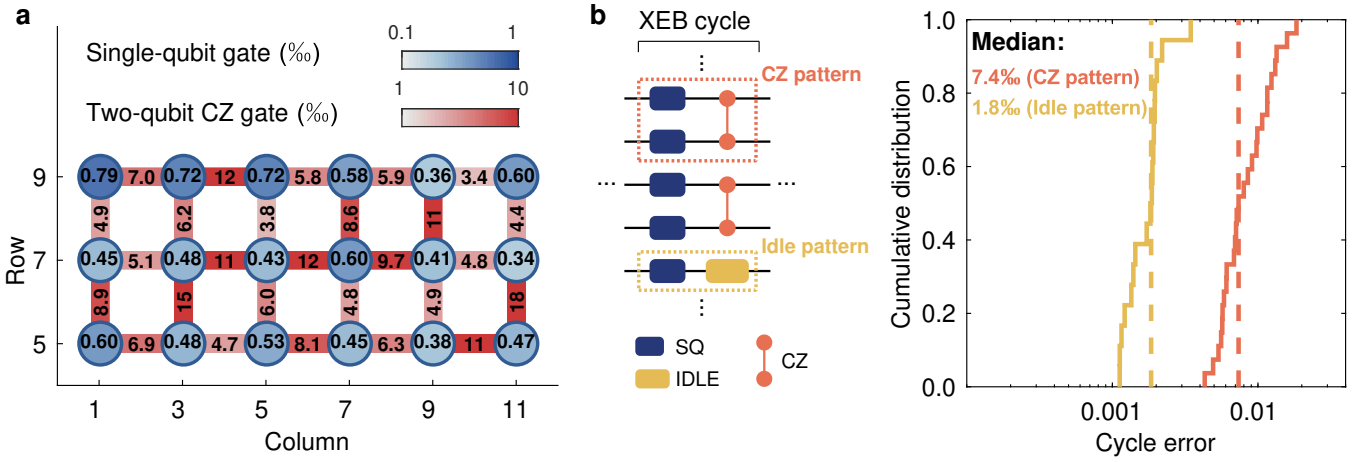 a
Single-qubit gate (‰)
0.1 1
Two-qubit CZ gate (‰)
1 10
9
0.79 7.0 0.72 12 0.72 5.8 0.58 5.9 0.36 3.4 0.60
4.9 6.2 3.8 8.6 11 4.4
7
0.45 5.1 0.48 11 0.43 12 0.60 9.7 0.41 4.8 0.34
8.9 15 6.0 4.8 4.9 18
5
0.60 6.9 0.48 4.7 0.53 8.1 0.45 6.3 0.38 11 0.47
Row
1 3 5 7 9 11
Column
b
XEB cycle
CZ pattern
Idle pattern
SQ
IDLE
CZ
Median:
7.4‰ (CZ pattern)
1.8‰ (Idle pattern)
1.0
0.8
0.6
0.4
0.2
0.0
Cumulative distribution
0.001 0.01
Cycle error